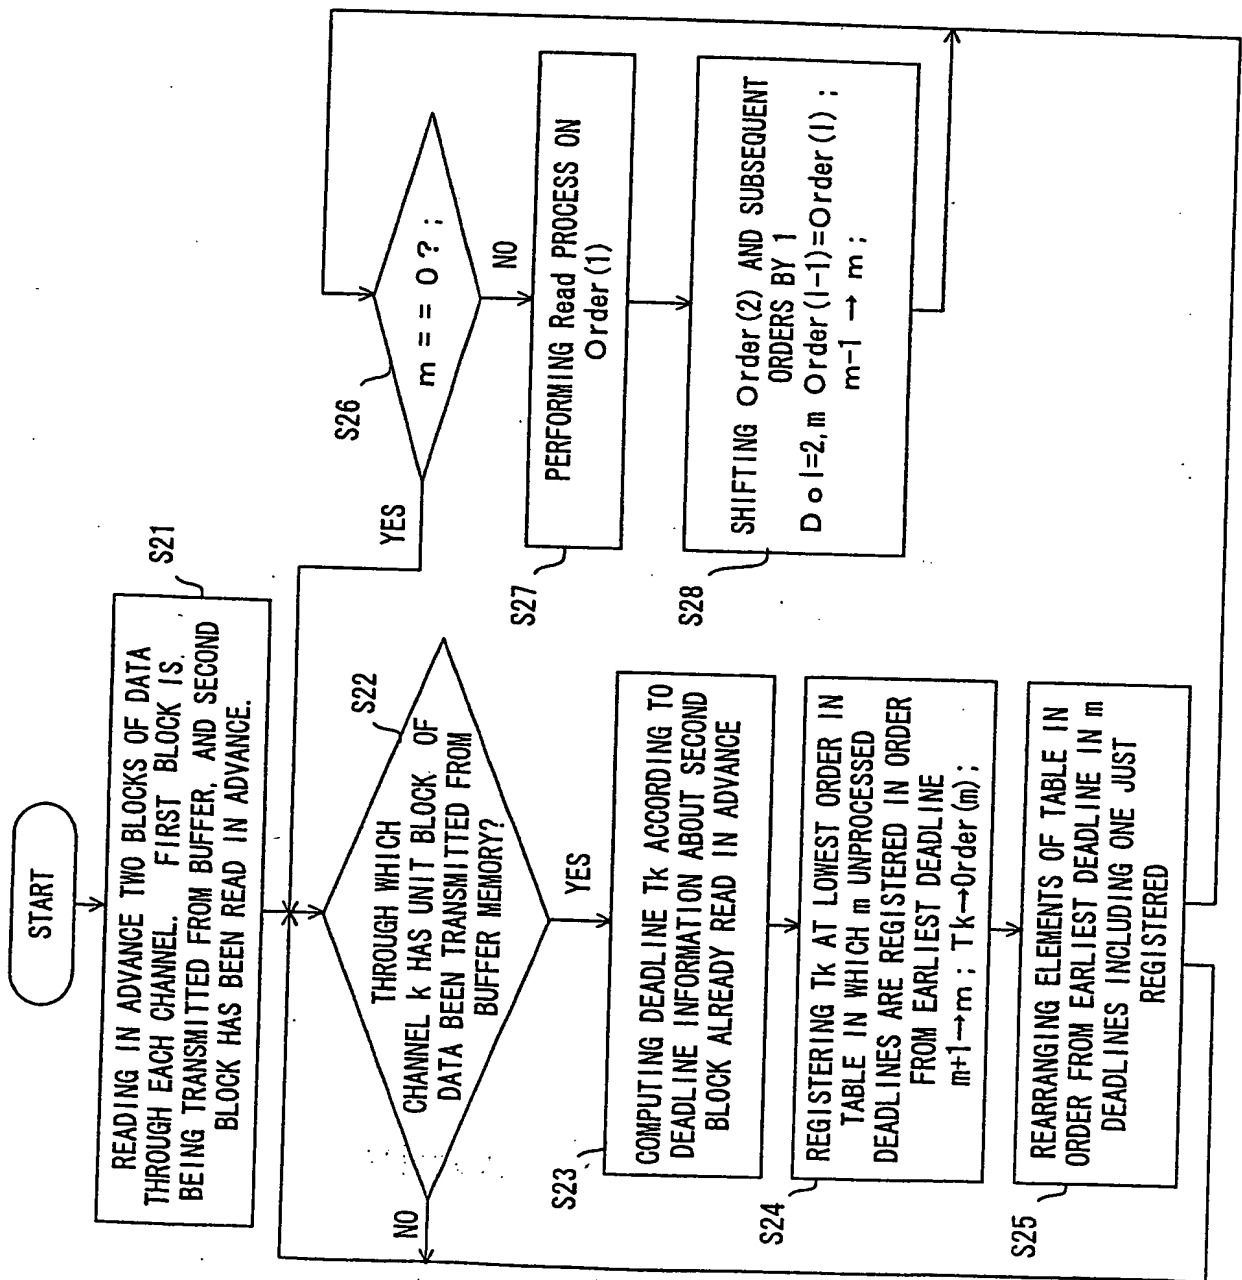 START
READING IN ADVANCE TWO BLOCKS OF DATA
THROUGH EACH CHANNEL. FIRST BLOCK IS.
BEING TRANSMITTED FROM BUFFER, AND SECOND
BLOCK HAS BEEN READ IN ADVANCE.
S21
THROUGH WHICH
CHANNEL k HAS UNIT BLOCK OF
DATA BEEN TRANSMITTED FROM
BUFFER MEMORY?
S22
NO
YES
COMPUTING DEADLINE Tk ACCORDING TO
DEADLINE INFORMATION ABOUT SECOND
BLOCK ALREADY READ IN ADVANCE
S23
REGISTERING Tk AT LOWEST ORDER IN
TABLE IN WHICH m UNPROCESSED
DEADLINES ARE REGISTERED IN ORDER
FROM EARLIEST DEADLINE
m+1→m; Tk→Order(m);
S24
REARRANGING ELEMENTS OF TABLE IN
ORDER FROM EARLIEST DEADLINE IN m
DEADLINES INCLUDING ONE JUST
REGISTERED
S25
S26
m == 0?;
YES
NO
PERFORMING Read PROCESS ON
Order(1)
S27
SHIFTING Order(2) AND SUBSEQUENT
ORDERS BY 1
Do l=2,m Order(l-1)=Order(l);
m-1 → m;
S28